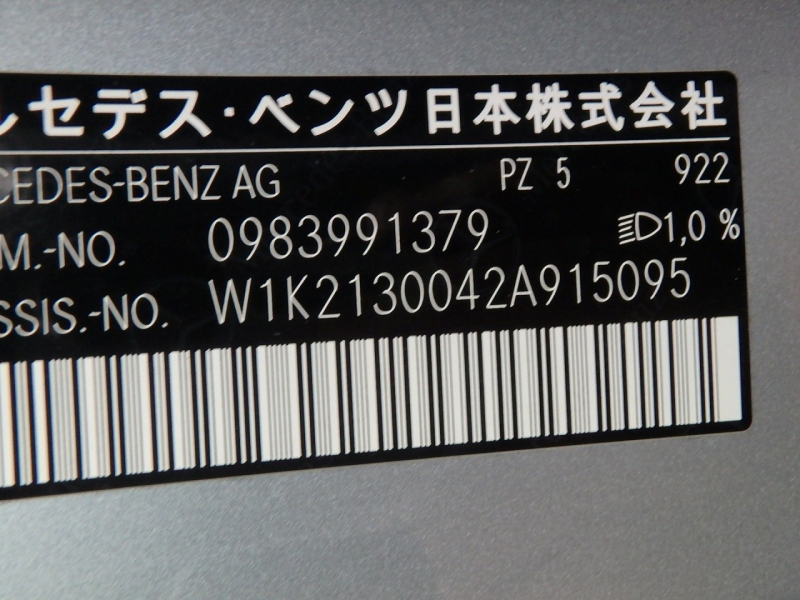 ルセデス・ベンツ日本株式会社
CEDES-BENZ AG PZ 5 922
M.-NO. 0983991379 1,0 %
SSIS.-NO. W1K2130042A915095